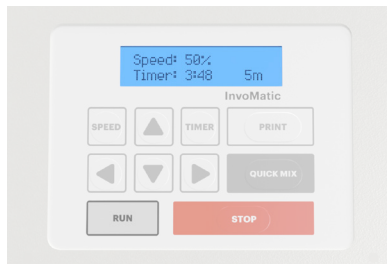 Speed: 50%
Timer: 3:48 5m
InvoMatic
SPEED
TIMER
PRINT
QUICK MIX
RUN
STOP